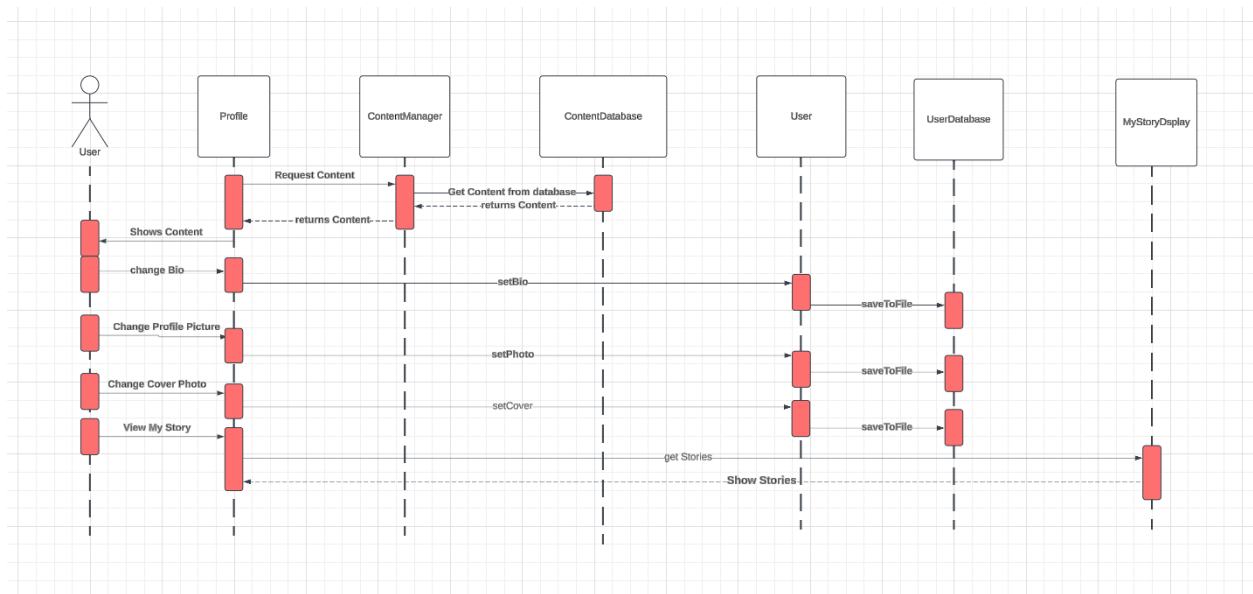 Profile
ContentManager
ContentDatabase
User
UserDatabase
MyStoryDsplay
User
Request Content
Get Content from database
returns Content
returns Content
Shows Content
change Bio
setBio
saveToFile
Change Profile Picture
setPhoto
saveToFile
Change Cover Photo
setCover
saveToFile
View My Story
get Stories
Show Stories